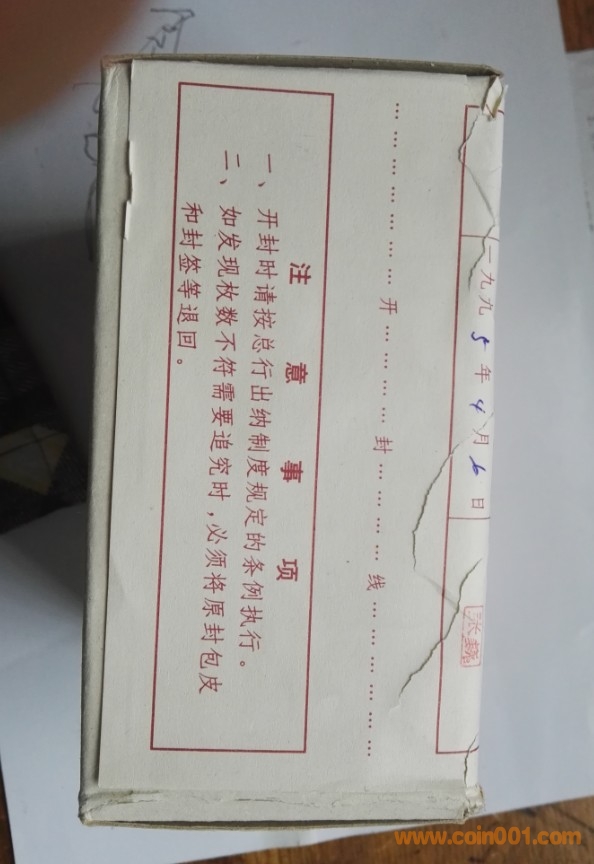 注意事项
一、开封时请按总行出纳制度规定的条例执行。
二、如发现枚数不符需要追究时，必须将原封包皮
和封签等退回。
………………开…………封…………线………………
一九九5年4月6日
张
www.coin001.com